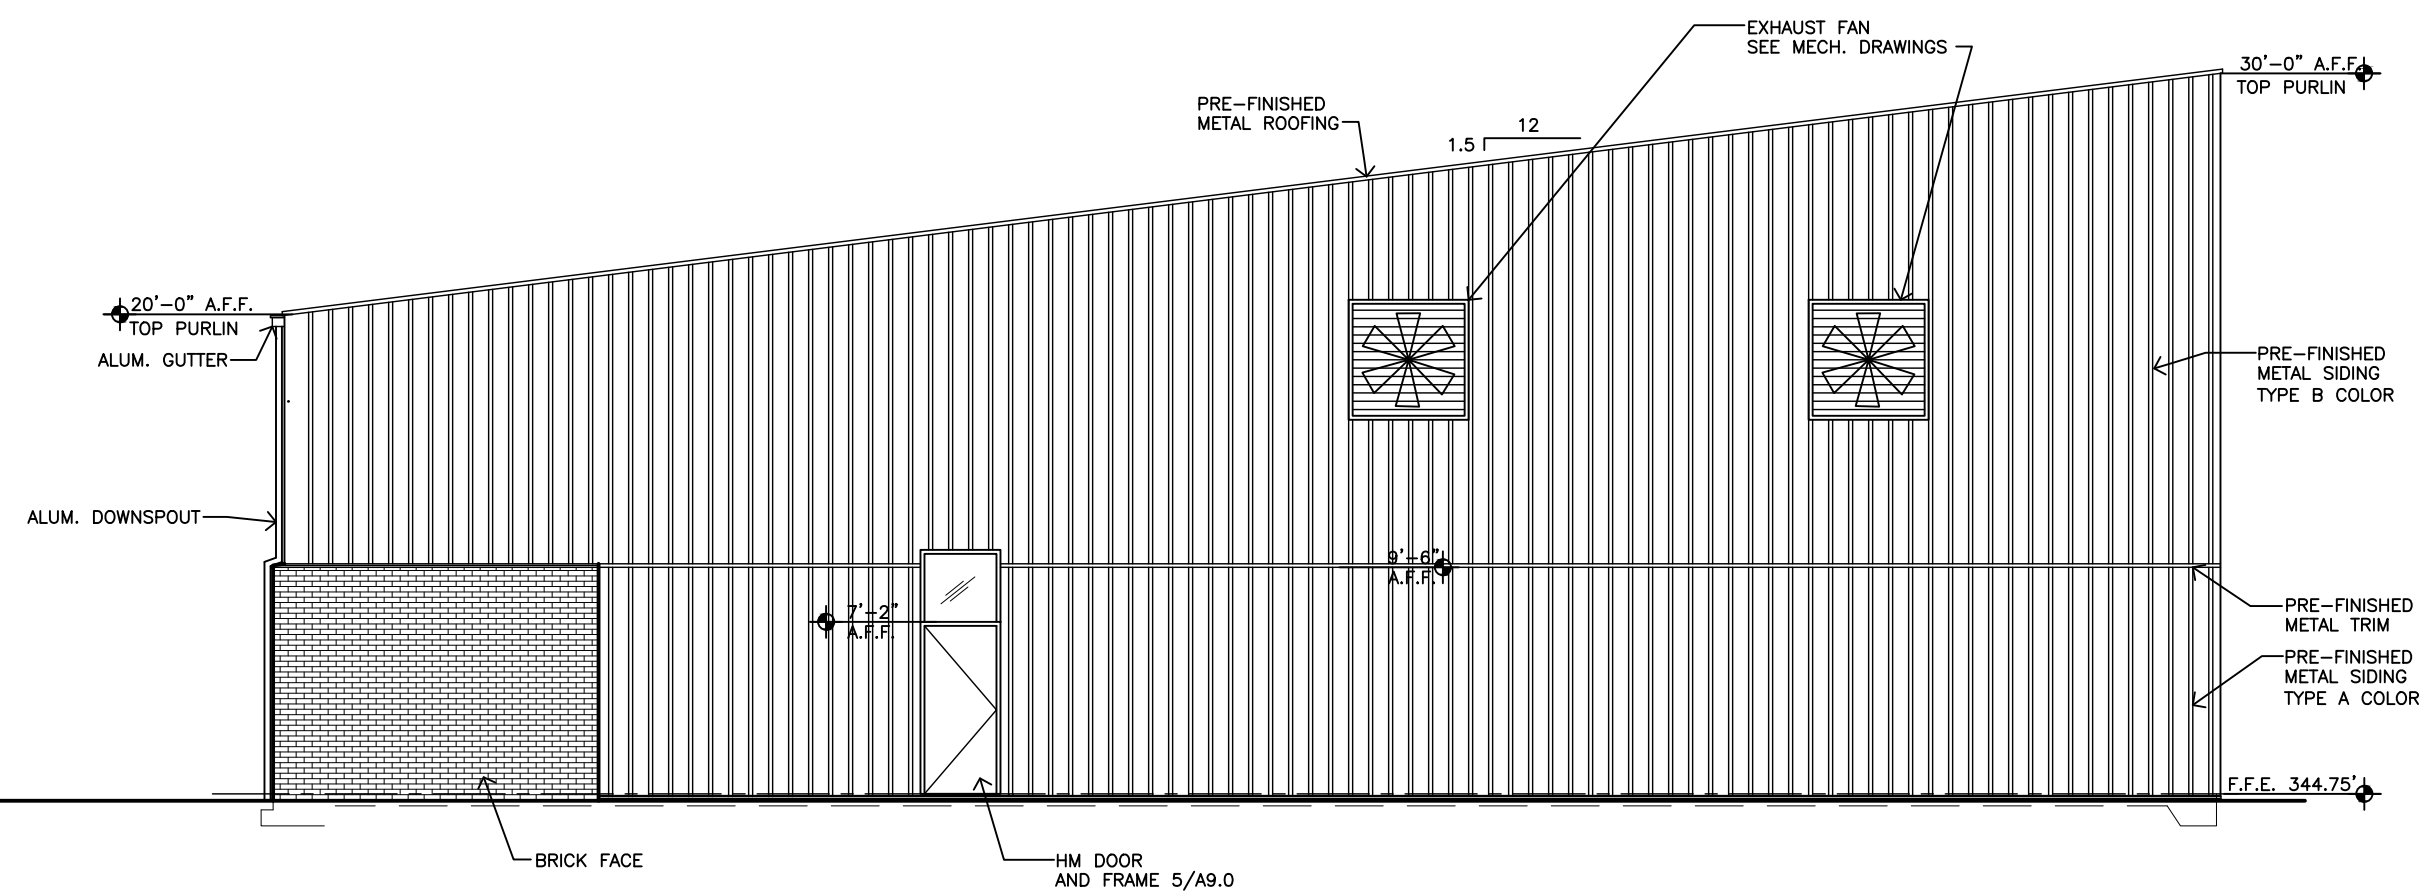 EXHAUST FAN
SEE MECH. DRAWINGS
30'-0" A.F.F.
TOP PURLIN
PRE-FINISHED
METAL ROOFING
12
1.5
20'-0" A.F.F.
TOP PURLIN
ALUM. GUTTER
PRE-FINISHED
METAL SIDING
TYPE B COLOR
ALUM. DOWNSPOUT
9'-6"
A.F.F.
7'-2"
A.F.F.
PRE-FINISHED
METAL TRIM
PRE-FINISHED
METAL SIDING
TYPE A COLOR
F.F.E. 344.75'
BRICK FACE
HM DOOR
AND FRAME 5/A9.0